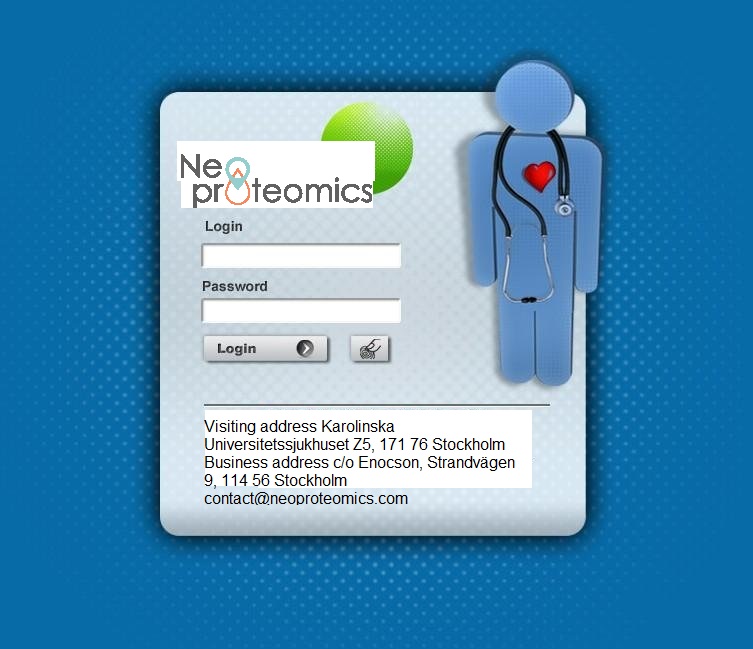 Neo
proteomics
Login
Password
Login
Visiting address Karolinska
Universitetssjukhuset Z5, 171 76 Stockholm
Business address c/o Enocson, Strandvägen
9, 114 56 Stockholm
contact@neoproteomics.com